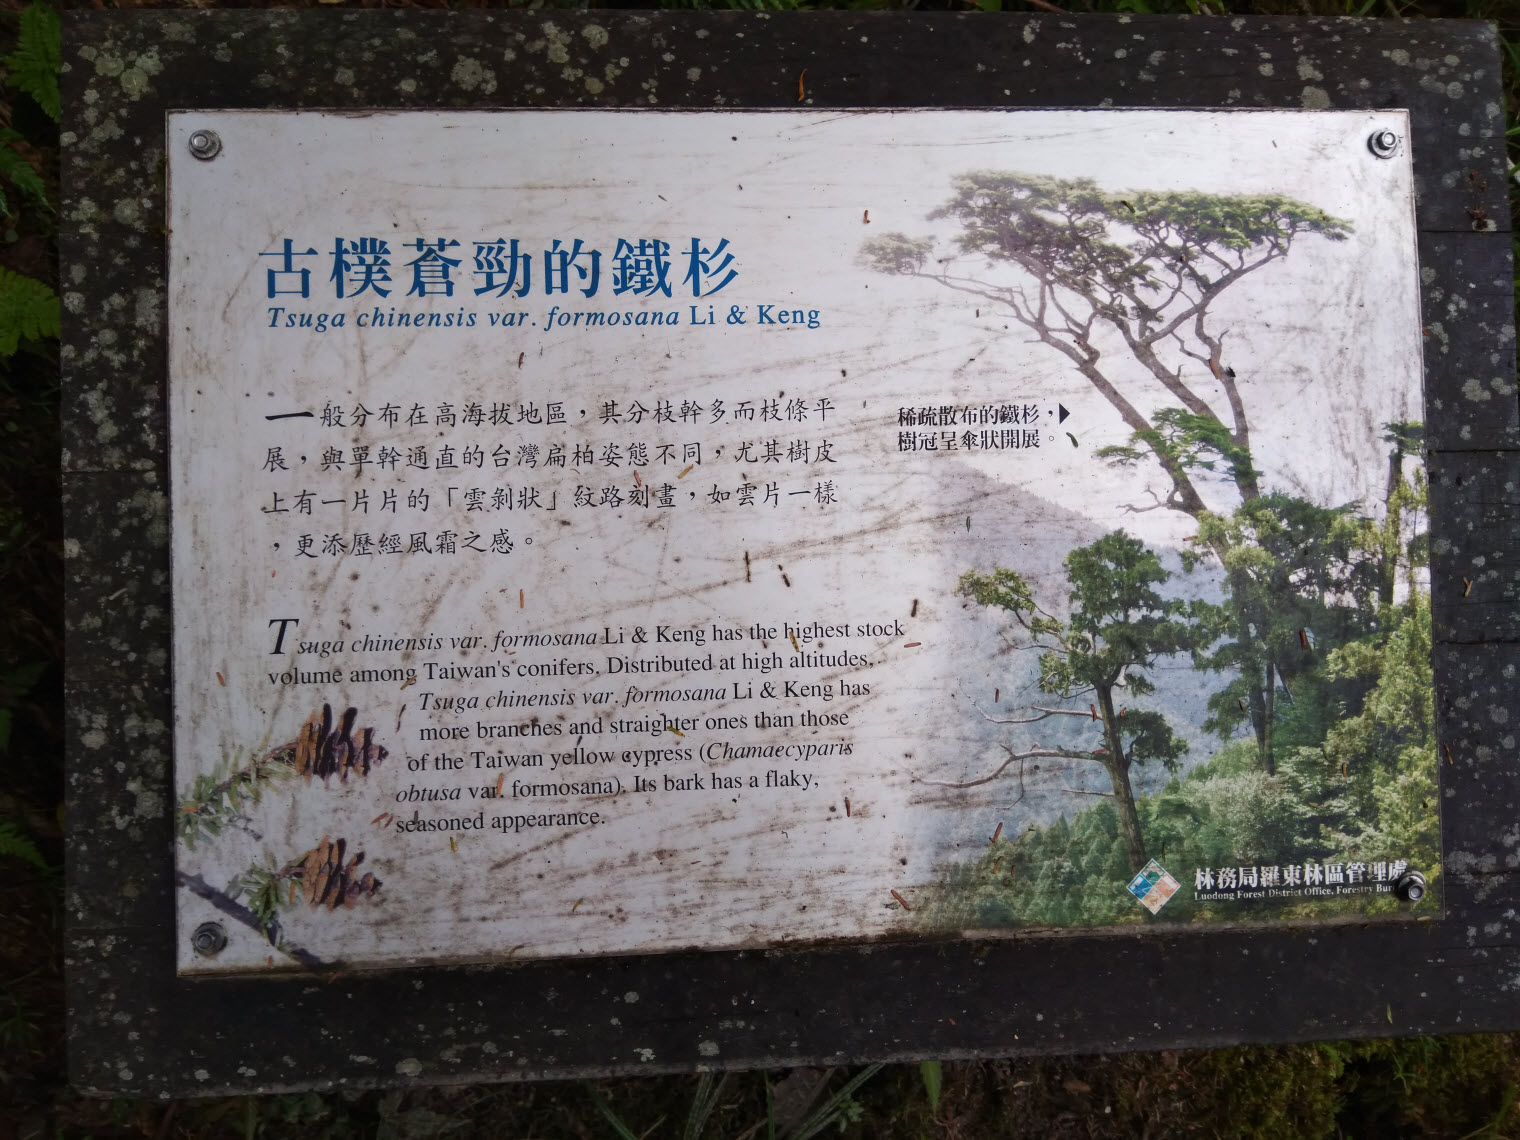 古樸蒼勁的鐵杉
Tsuga chinensis var. formosana Li & Keng
一般分布在高海拔地區，其分枝幹多而枝條平
展，與單幹通直的台灣扁柏姿態不同，尤其樹皮
上有一片片的「雲剝狀」紋路刻畫，如雲片一樣
，更添歷經風霜之感。
稀疏散布的鐵杉，
樹冠呈傘狀開展。
Tsuga chinensis var. formosana Li & Keng has the highest stock
volume among Taiwan's conifers. Distributed at high altitudes,
Tsuga chinensis var. formosana Li & Keng has
more branches and straighter ones than those
of the Taiwan yellow cypress (Chamaecyparis
obtusa var. formosana). Its bark has a flaky,
seasoned appearance.
林務局羅東林區管理處
Luodong Forest District Office, Forestry